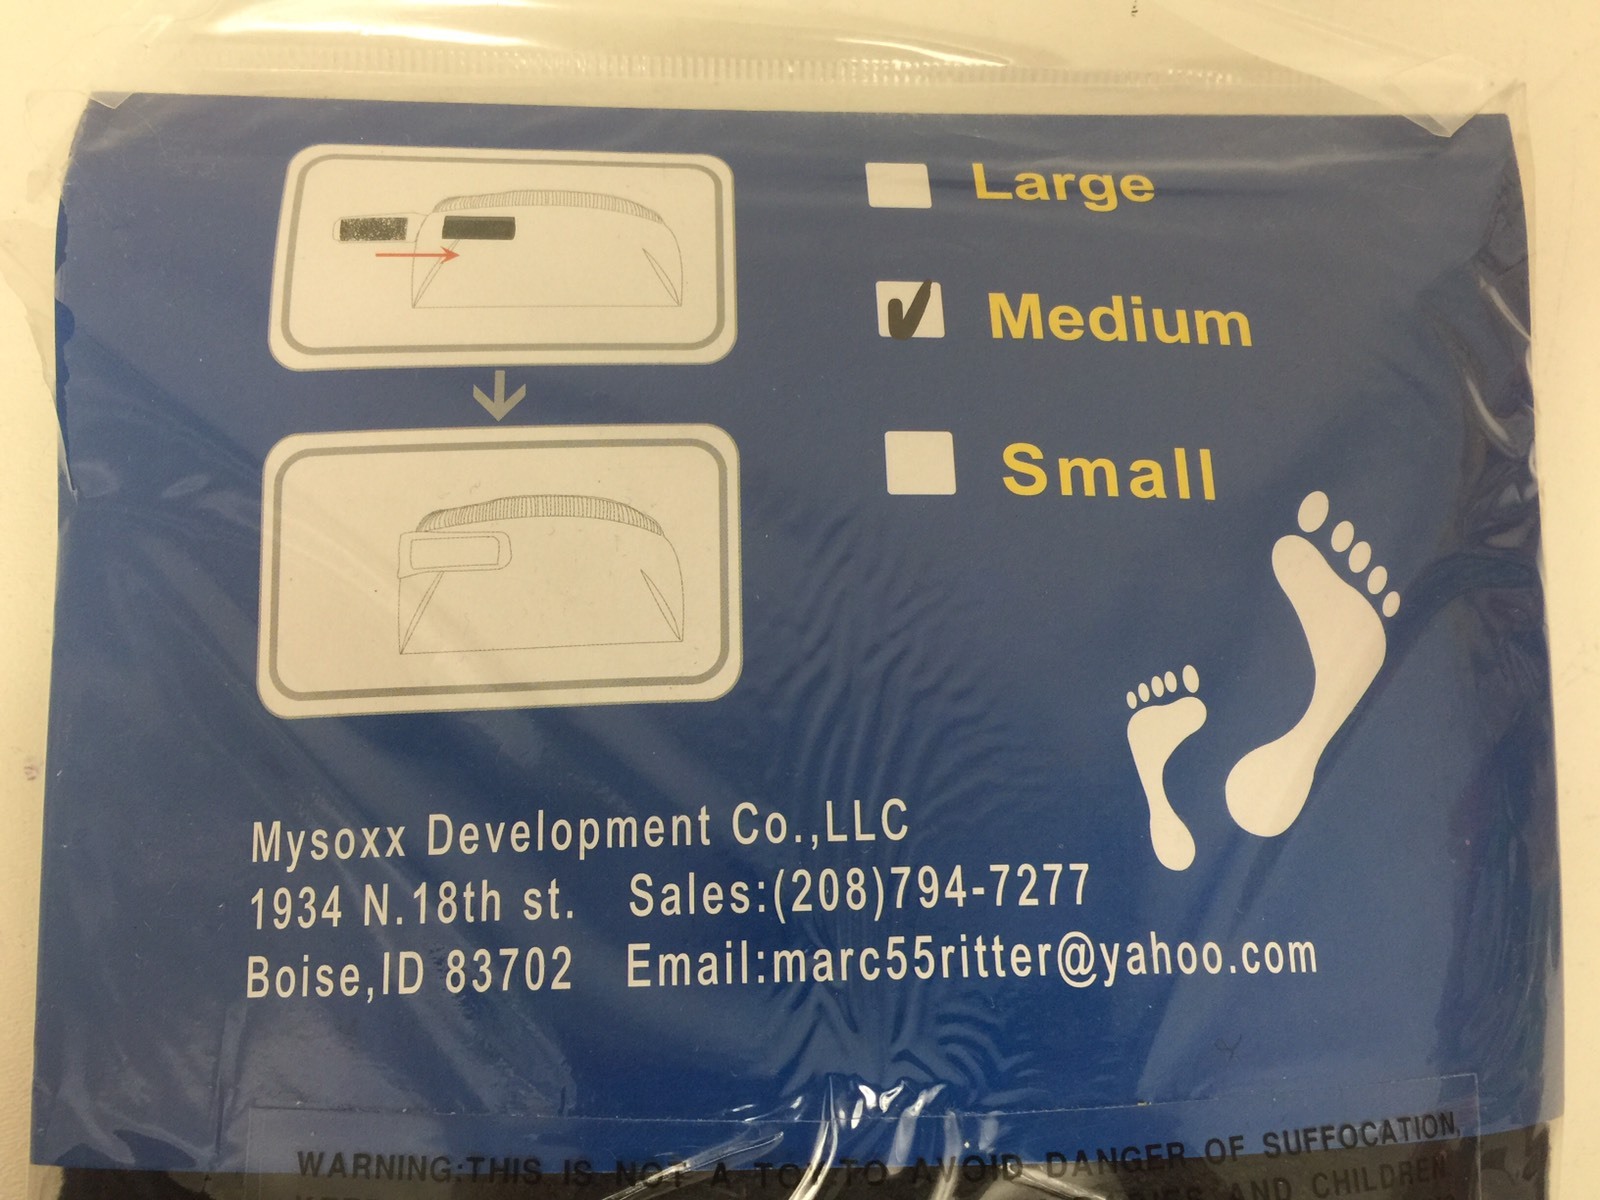 Large
Medium
Small
Mysoxx Development Co.,LLC
1934 N.18th st. Sales:(208)794-7277
Boise,ID 83702 Email:marc55ritter@yahoo.com
WARNING:THIS IS NOT A TOY TO AVOID DANGER OF SUFFOCATION,
AND CHILDREN